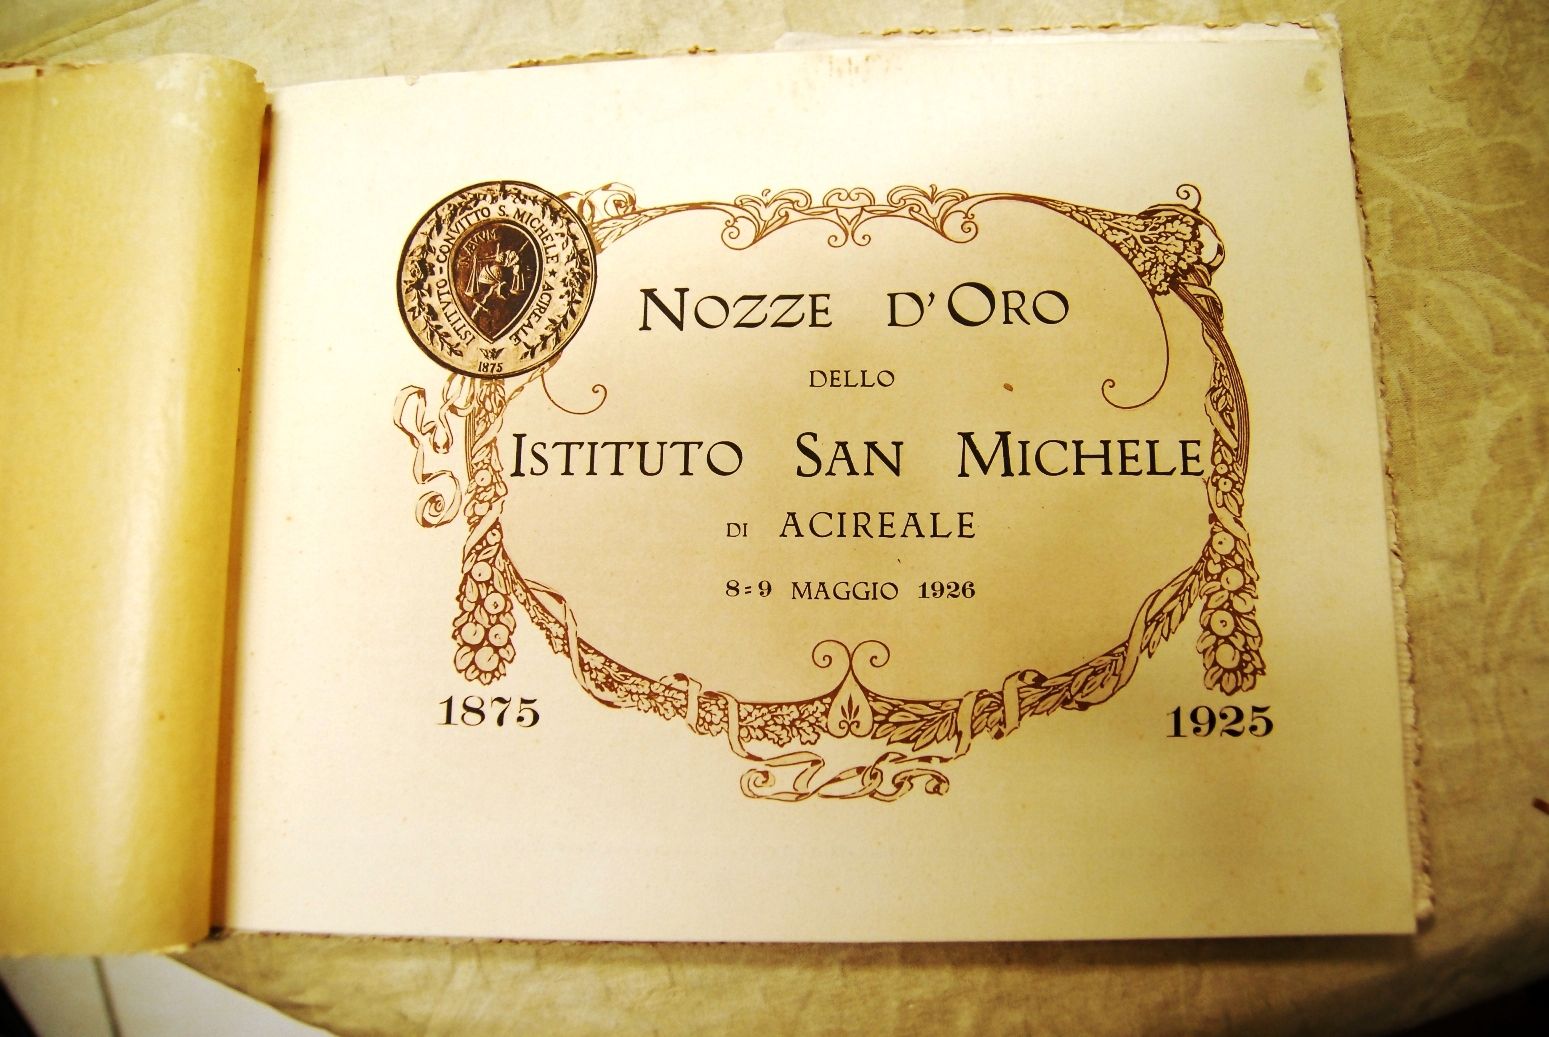 ISTITUTO - CONVITTO S. MICHELE * ACIREALE
1875
NOZZE D'ORO
DELLO
ISTITUTO SAN MICHELE
DI ACIREALE
8=9 MAGGIO 1926
1875
1925